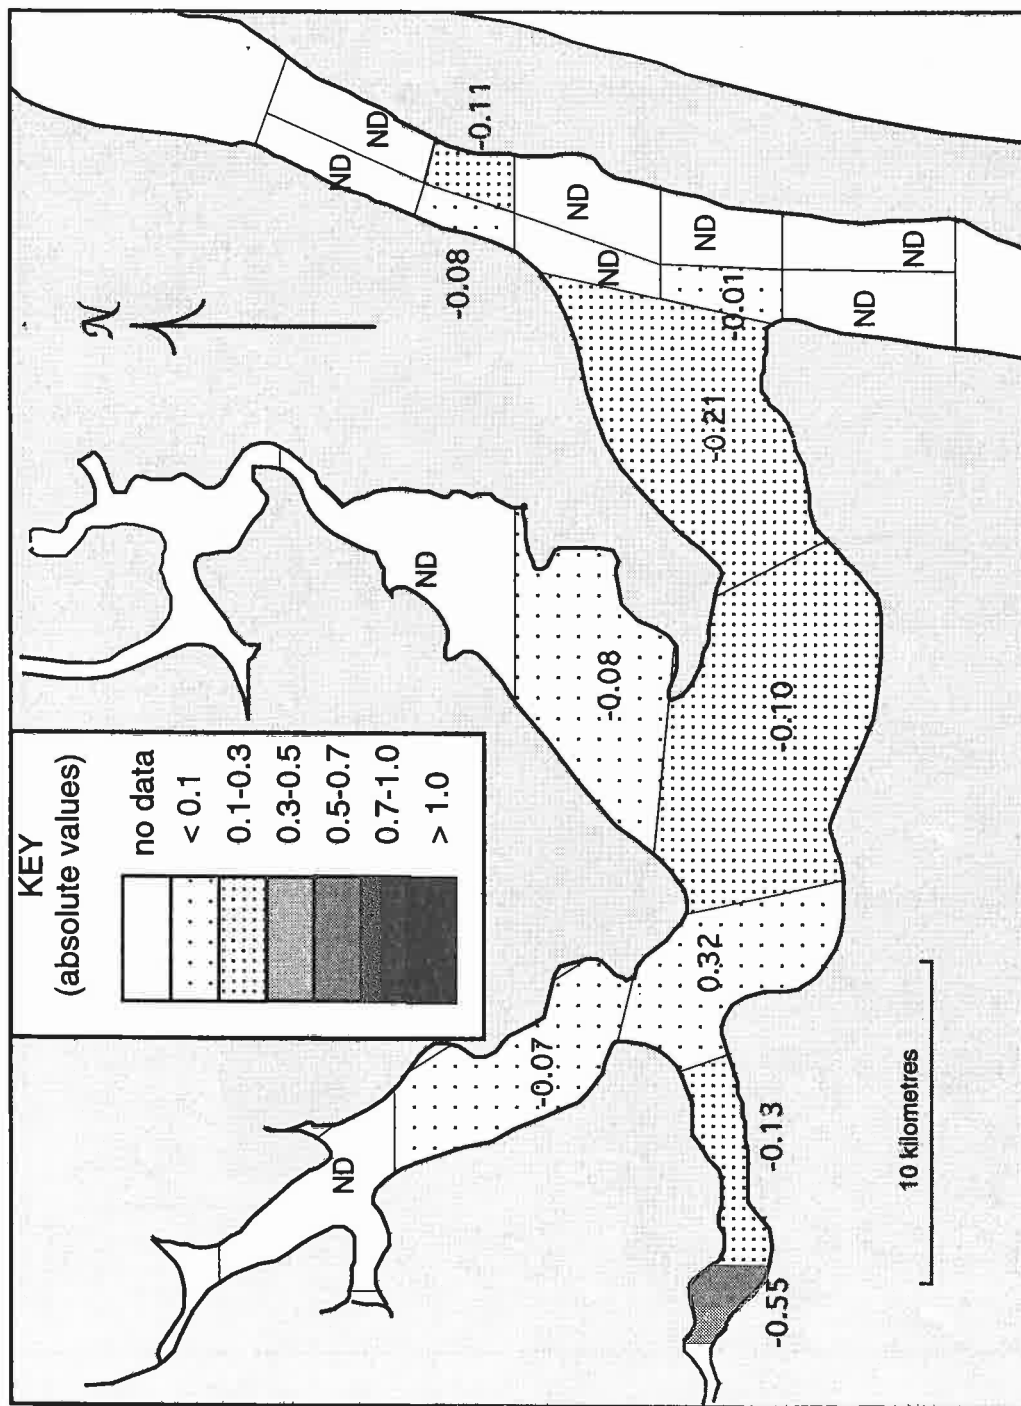 KEY
(absolute values)
no data
< 0.1
0.1-0.3
0.3-0.5
0.5-0.7
0.7-1.0
> 1.0
N
ND
ND
-0.11
-0.08
ND
ND
ND
-0.01
ND
ND
-0.21
ND
-0.08
-0.10
0.32
-0.07
ND
-0.13
-0.55
10 kilometres